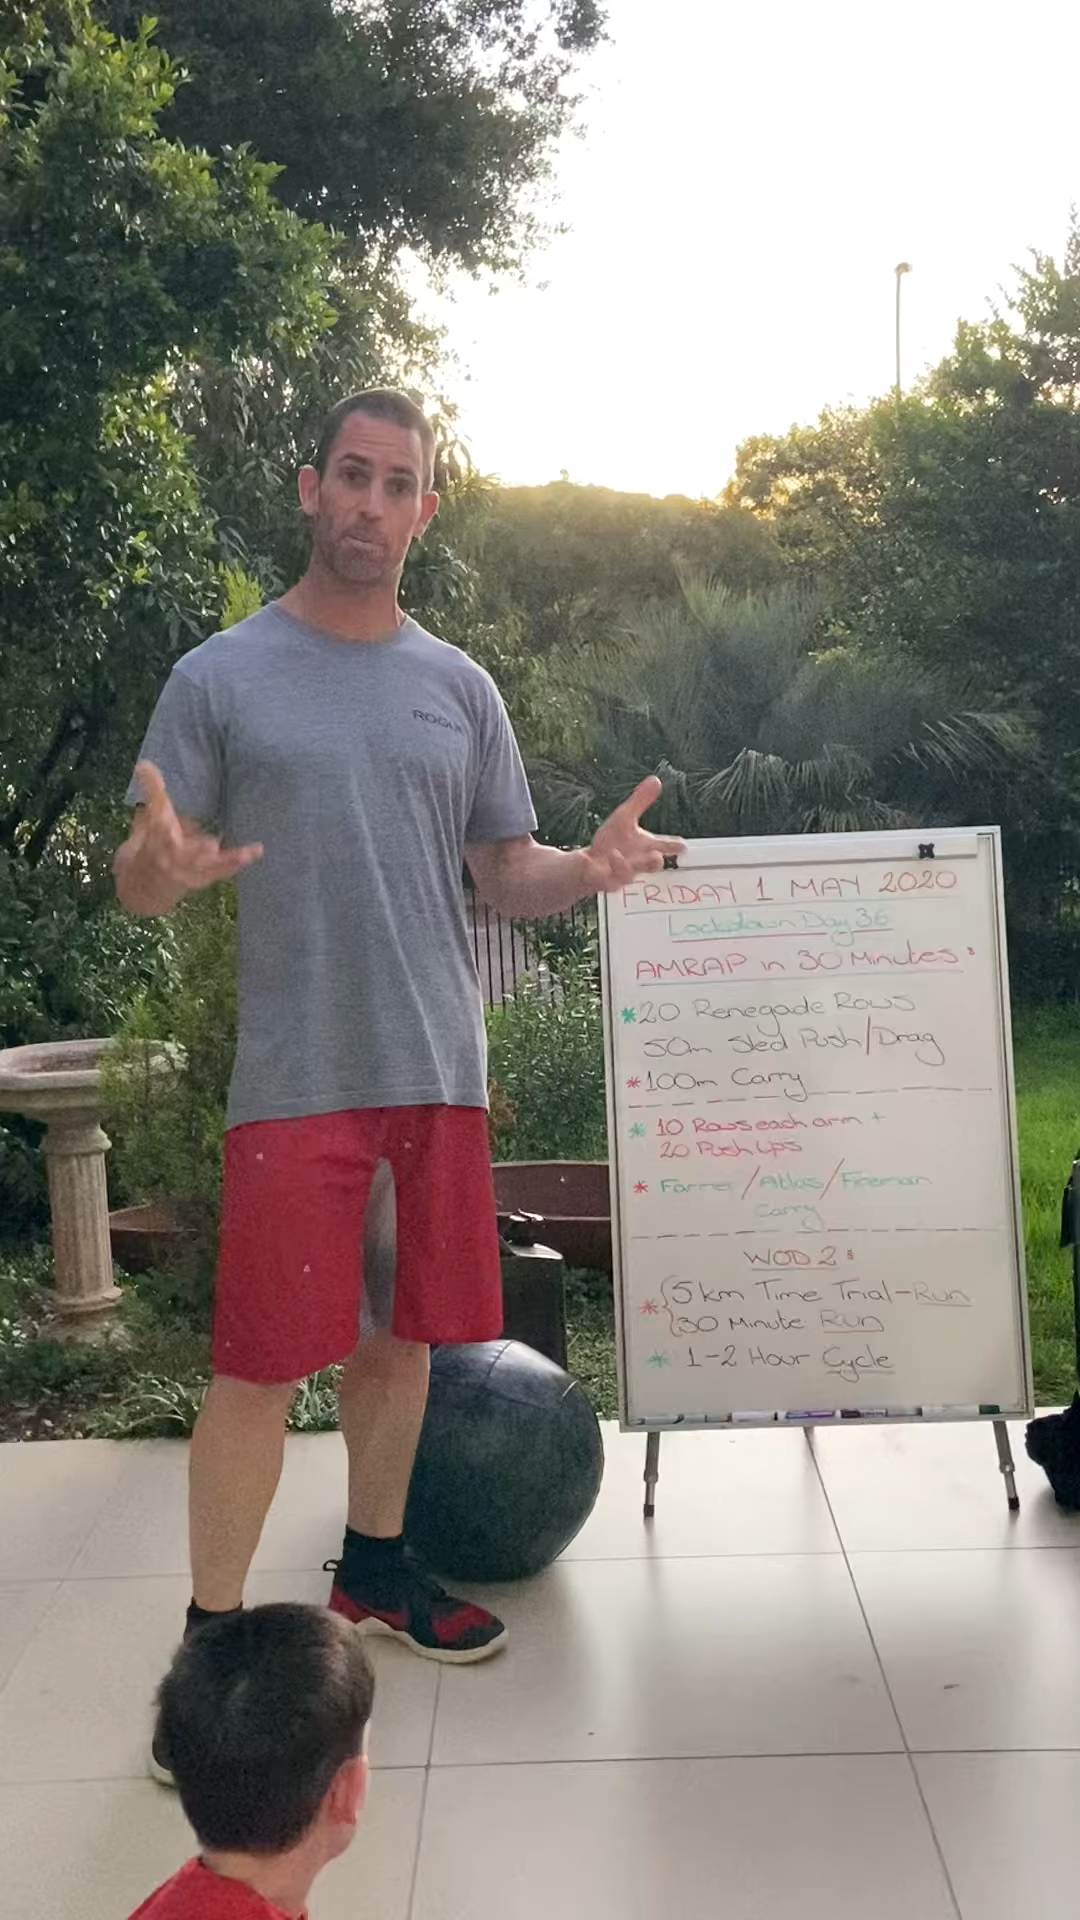 ROGUE
FRIDAY 1 MAY 2020
Lockdown Day 36
AMRAP in 30 Minutes:
*20 Renegade Rows
50m Sled Push/Drag
*100m Carry
* 10 Rows each arm +
20 Push Ups
* Farmer/Atlas/Fireman
Carry
WOD 2:
*{5km Time Trial-Run
{30 Minute Run
* 1-2 Hour Cycle